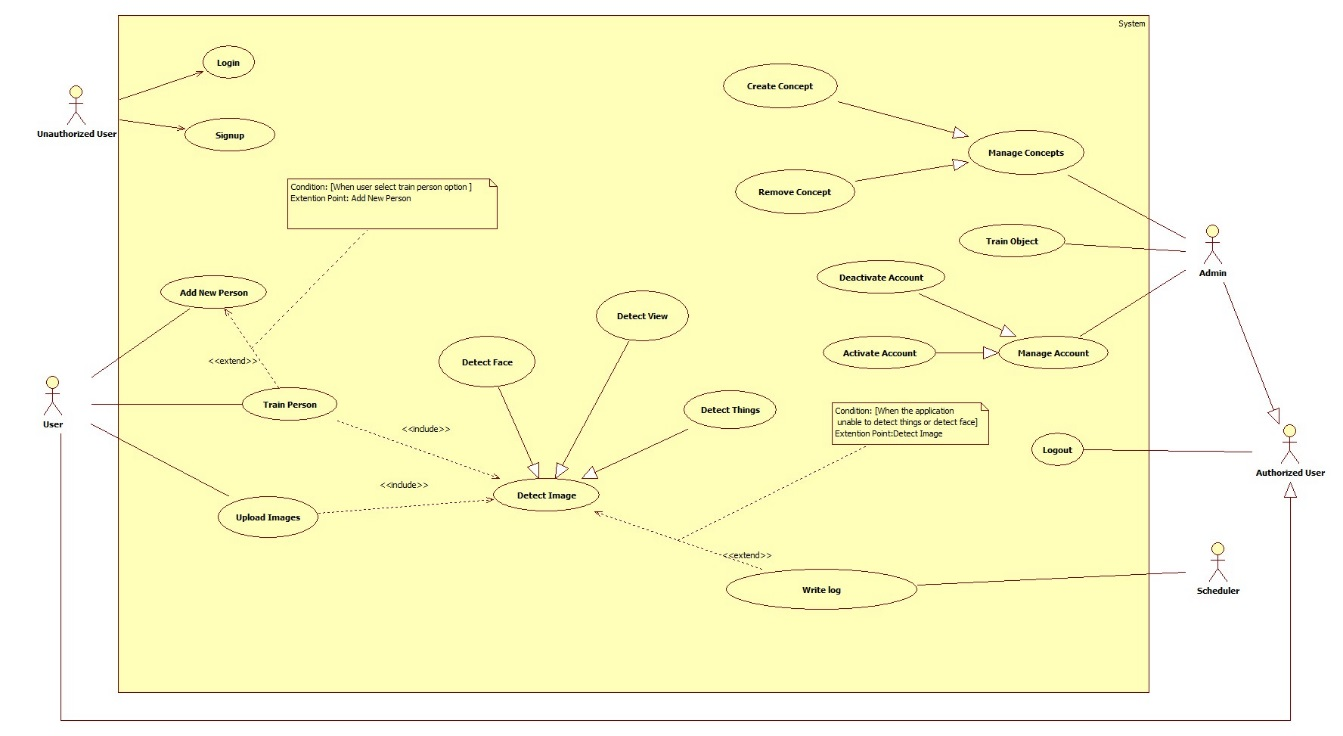 System
Login
Unauthorized User
Signup
Create Concept
Manage Concepts
Remove Concept
Condition: [When user select train person option ]
Extention Point: Add New Person
Train Object
Admin
Deactivate Account
Add New Person
Detect View
Activate Account
Manage Account
<<extend>>
Detect Face
User
Train Person
Detect Things
Condition: [When the application
unable to detect things or detect face]
Extention Point:Detect Image
<<include>>
Logout
Authorized User
<<include>>
Detect Image
Upload Images
<<extend>>
Write log
Scheduler